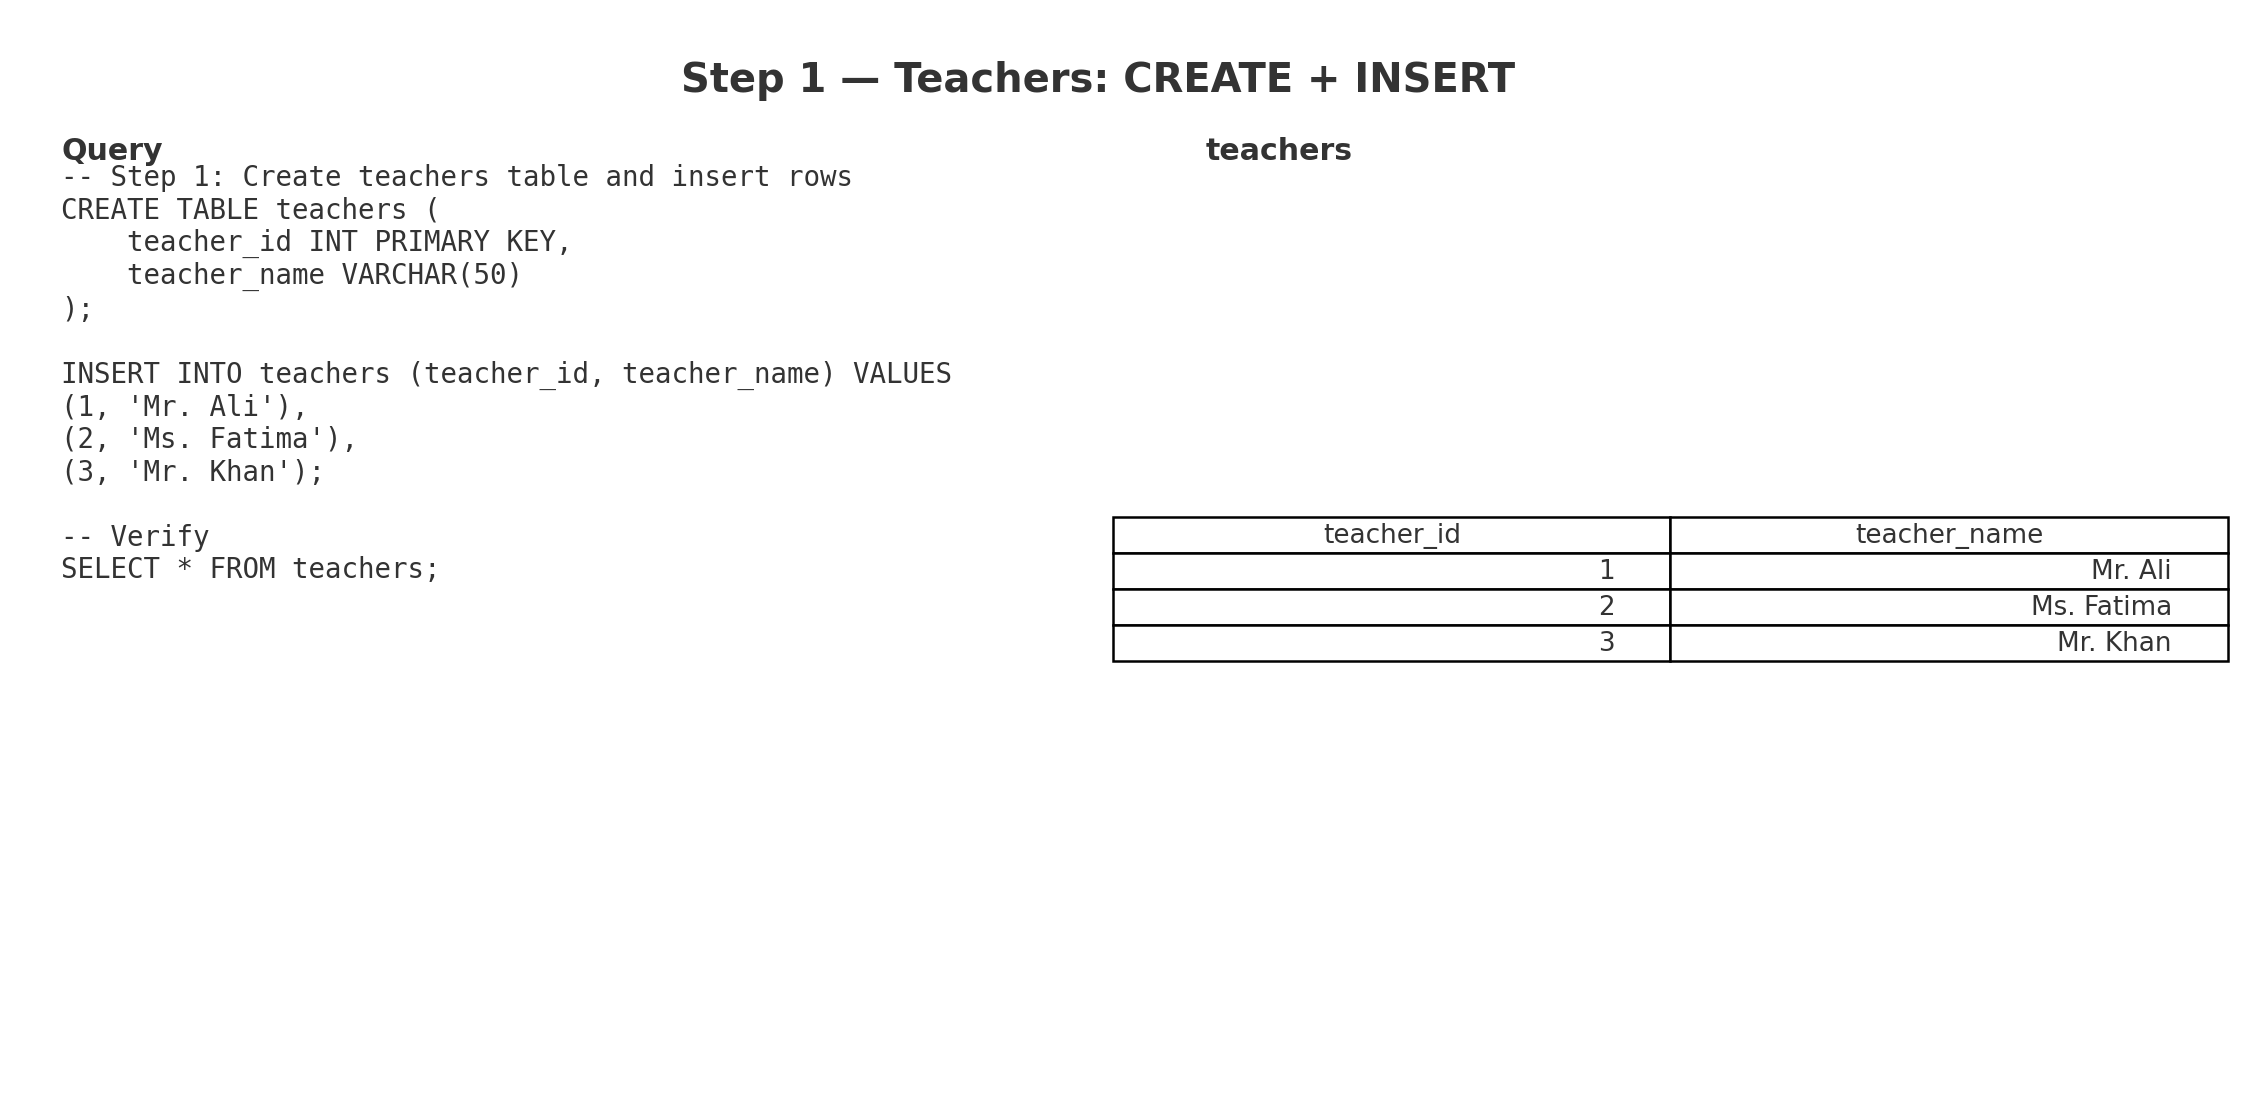 Step 1 — Teachers: CREATE + INSERT
Query
-- Step 1: Create teachers table and insert rows
CREATE TABLE teachers (
    teacher_id INT PRIMARY KEY,
    teacher_name VARCHAR(50)
);
INSERT INTO teachers (teacher_id, teacher_name) VALUES
(1, 'Mr. Ali'),
(2, 'Ms. Fatima'),
(3, 'Mr. Khan');
-- Verify
SELECT * FROM teachers;
teachers
teacher_id teacher_name
1 Mr. Ali
2 Ms. Fatima
3 Mr. Khan